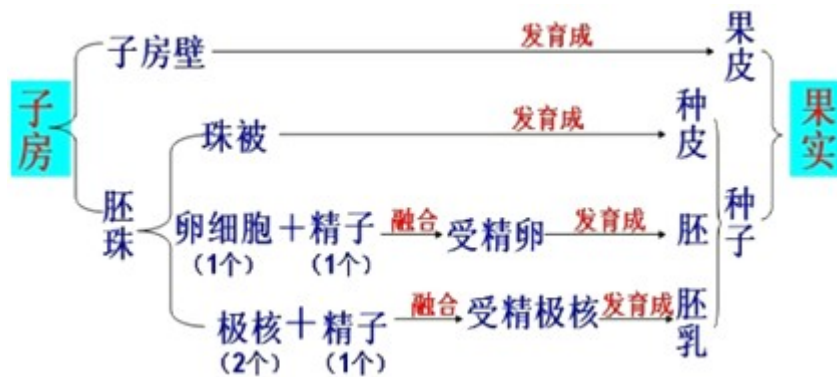 子房
子房壁 发育成 果皮
胚珠
珠被 发育成 种皮
卵细胞＋精子 融合 受精卵 发育成 胚
（1个） （1个）
极核＋精子 融合 受精极核 发育成 胚乳
（2个） （1个）
种子
果实